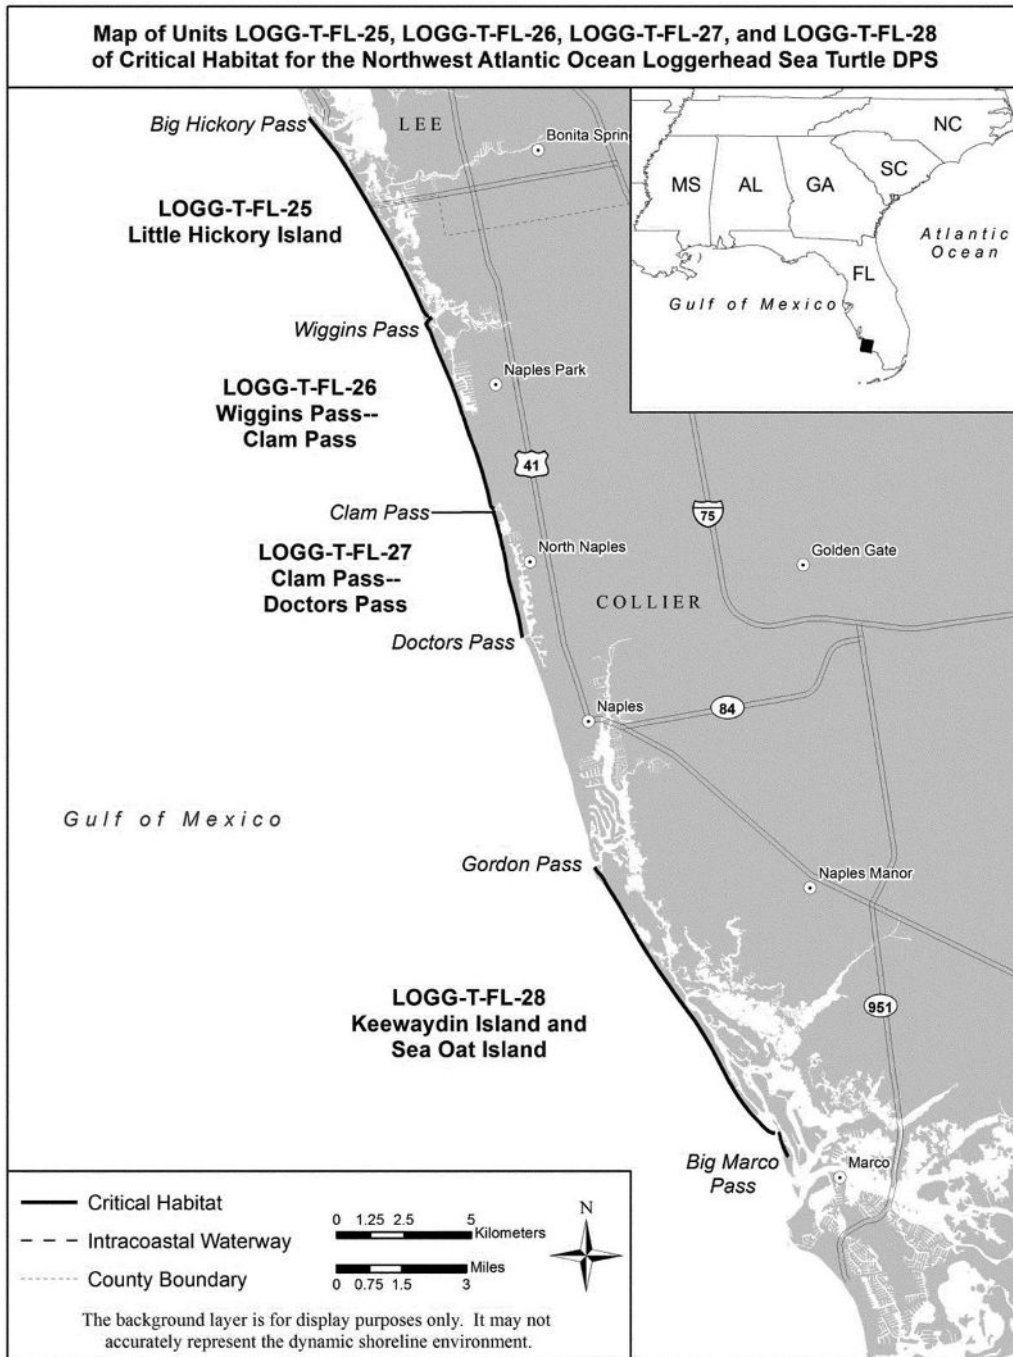 Map of Units LOGG-T-FL-25, LOGG-T-FL-26, LOGG-T-FL-27, and LOGG-T-FL-28
of Critical Habitat for the Northwest Atlantic Ocean Loggerhead Sea Turtle DPS
Big Hickory Pass
LEE
Bonita Sprin
LOGG-T-FL-25
Little Hickory Island
Wiggins Pass
Naples Park
LOGG-T-FL-26
Wiggins Pass--
Clam Pass
41
Clam Pass
75
LOGG-T-FL-27
Clam Pass--
Doctors Pass
North Naples
Golden Gate
COLLIER
Doctors Pass
Naples
84
Gulf of Mexico
Gordon Pass
Naples Manor
LOGG-T-FL-28
Keewaydin Island and
Sea Oat Island
951
Big Marco
Pass
Marco
NC
SC
MS
AL
GA
Atlantic
Ocean
FL
Gulf of Mexico
Critical Habitat
Intracoastal Waterway
County Boundary
0 1.25 2.5 5
Kilometers
Miles
0 0.75 1.5 3
N
The background layer is for display purposes only. It may not
accurately represent the dynamic shoreline environment.